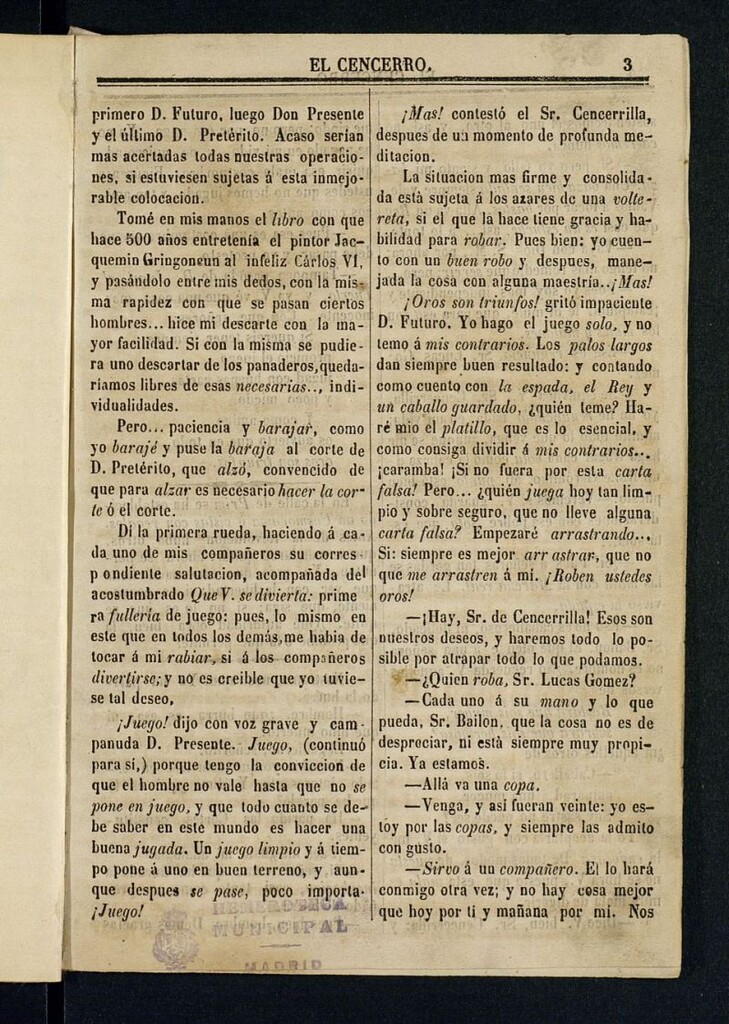 EL CENCERRO. 3
primero D. Futuro, luego Don Presente
y el último D. Pretérito. Acaso serian
mas acertadas todas nuestras operacio-
nes, si estuviesen sujetas á esta inmejo-
rable colocacion.
Tomé en mis manos el libro con que
hace 500 años entretenía el pintor Jac-
quemin Gringoneun al infeliz Cárlos VI,
y pasándolo entre mis dedos, con la mis-
ma rapidez con que se pasan ciertos
hombres... hice mi descarte con la ma-
yor facilidad. Si con la misma se pudie-
ra uno descartar de los panaderos, queda-
riamos libres de esas necesarias.., indi-
vidualidades.
Pero... paciencia y barajar, como
yo barajé y puse la baraja al corte de
D. Pretérito, que alzó, convencido de
que para alzar es necesario hacer la cor-
te ó el corte.
Dí la primera rueda, haciendo á ca-
da uno de mis compañeros su corres-
pondiente salutacion, acompañada del
acostumbrado Que V. se divierta: prime
ra fullería de juego: pues, lo mismo en
este que en todos los demás, me habia de
tocar á mi rabiar, si á los compañeros
divertirse; y no es creible que yo tuvie-
se tal deseo,
¡Juego! dijo con voz grave y cam-
panuda D. Presente. Juego, (continuó
para sí,) porque tengo la conviccion de
que el hombre no vale hasta que no se
pone en juego, y que todo cuanto se de-
be saber en este mundo es hacer una
buena jugada. Un juego limpio y á tiem-
po pone á uno en buen terreno, y aun-
que despues se pase, poco importa.
¡Juego!
¡Mas! contestó el Sr. Cencerrilla,
despues de un momento de profunda me-
ditacion.
La situacion mas firme y consolida-
da está sujeta á los azares de una volte-
reta, si el que la hace tiene gracia y ha-
bilidad para robar. Pues bien: yo cuen-
to con un buen robo y despues, mane-
jada la cosa con alguna maestría.. ¡Mas!
¡Oros son triunfos! gritó impaciente
D. Futuro. Yo hago el juego solo, y no
temo á mis contrarios. Los palos largos
dan siempre buen resultado: y contando
como cuento con la espada, el Rey y
un caballo guardado, ¿quién teme? Ha-
ré mio el platillo, que es lo esencial, y
como consiga dividir á mis contrarios..,
¡caramba! ¡Si no fuera por esta carta
falsa! Pero... ¿quién juega hoy tan lim-
pio y sobre seguro, que no lleve alguna
carta falsa? Empezaré arrastrando...
Si: siempre es mejor arrastrar, que no
que me arrastren á mí. ¡Roben ustedes
oros!
—¡Hay, Sr. de Cencerrilla! Esos son
nuestros deseos, y haremos todo lo po-
sible por atrapar todo lo que podamos.
—¿Quien roba, Sr. Lucas Gomez?
—Cada uno á su mano y lo que
pueda, Sr. Bailon, que la cosa no es de
despreciar, ni está siempre muy propi-
cia. Ya estamos.
—Allá va una copa.
—Venga, y asi fueran veinte: yo es-
toy por las copas, y siempre las admito
con gusto.
—Sirvo á un compañero. El lo hará
conmigo otra vez; y no hay cosa mejor
que hoy por ti y mañana por mí. Nos
HEMEROTECA
MUNICIPAL
MADRID